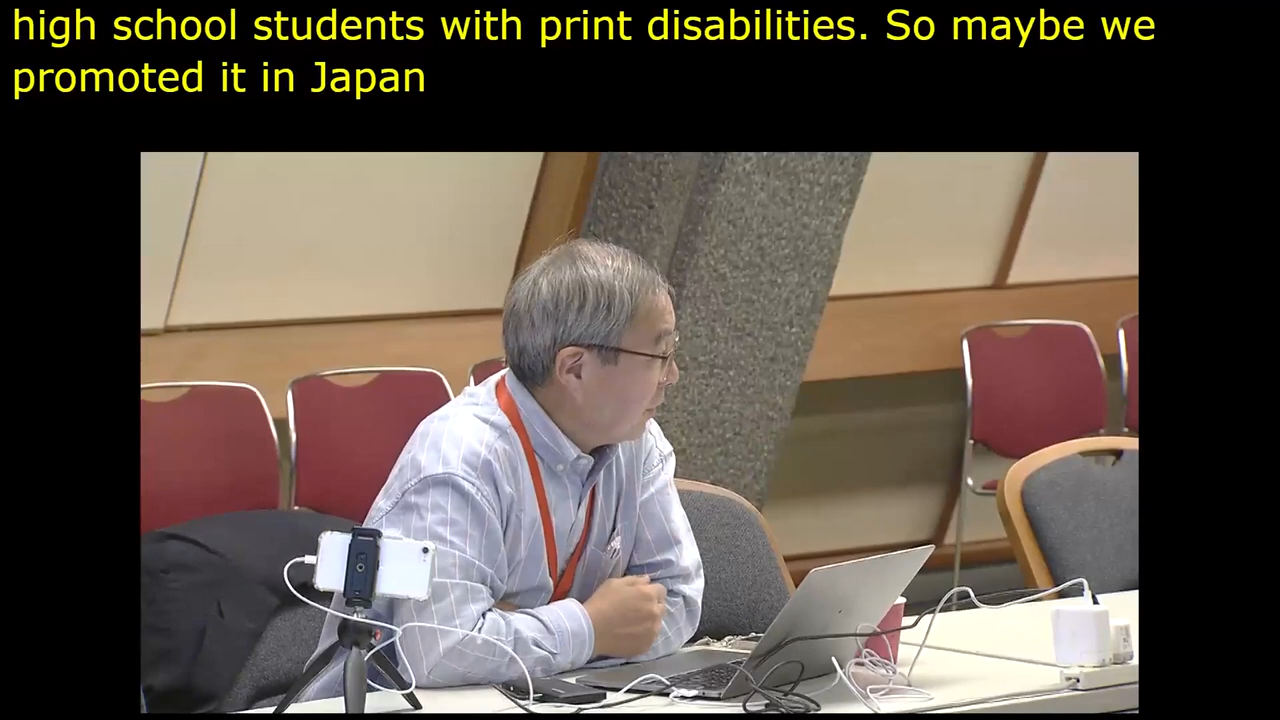 high school students with print disabilities. So maybe we
promoted it in Japan